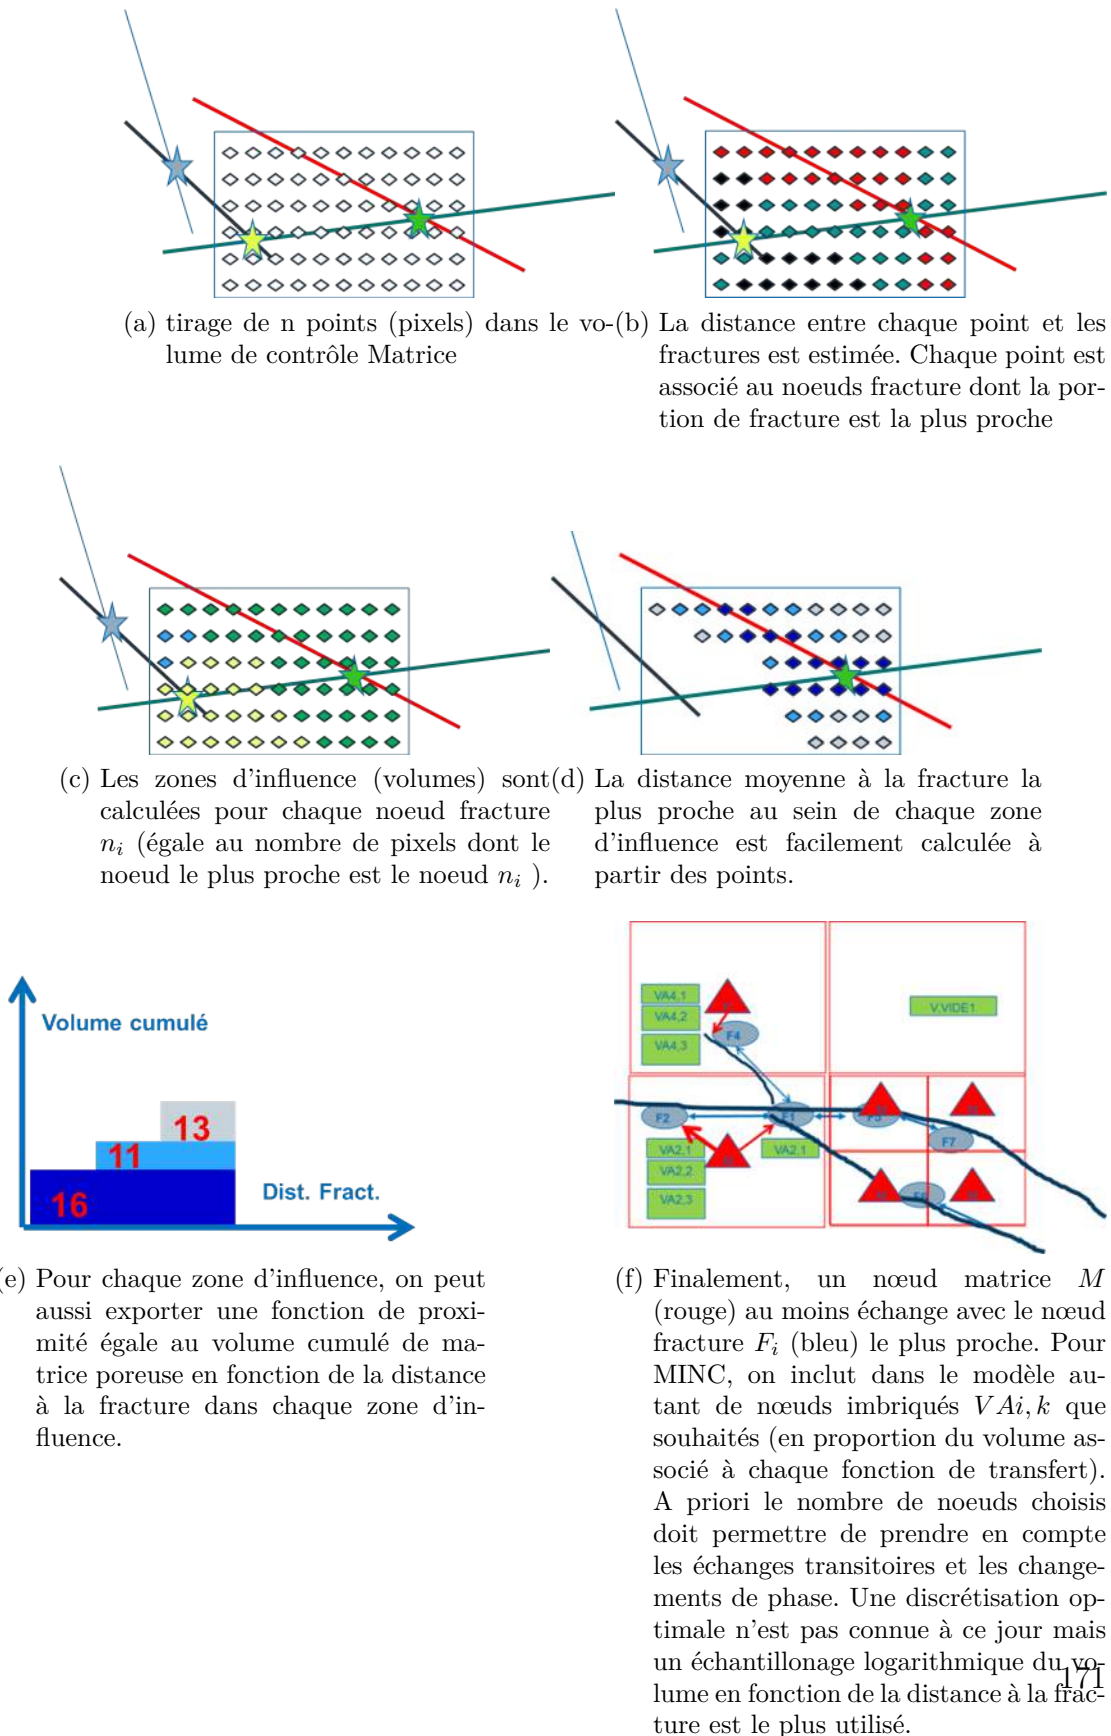 (a) tirage de n points (pixels) dans le vo-
lume de contrôle Matrice
(b) La distance entre chaque point et les
fractures est estimée. Chaque point est
associé au noeuds fracture dont la por-
tion de fracture est la plus proche
(c) Les zones d'influence (volumes) sont
calculées pour chaque noeud fracture
n_i (égale au nombre de pixels dont le
noeud le plus proche est le noeud n_i ).
(d) La distance moyenne à la fracture la
plus proche au sein de chaque zone
d'influence est facilement calculée à
partir des points.
Volume cumulé
13
11
16
Dist. Fract.
(e) Pour chaque zone d'influence, on peut
aussi exporter une fonction de proxi-
mité égale au volume cumulé de ma-
trice poreuse en fonction de la distance
à la fracture dans chaque zone d'in-
fluence.
VA4,1
VA4,2
VA4,3
F4
V,VIDE1
F2
F1
F3
F7
VA2,1
VA2,1
VA2,2
VA2,3
(f) Finalement, un nœud matrice M
(rouge) au moins échange avec le nœud
fracture F_i (bleu) le plus proche. Pour
MINC, on inclut dans le modèle au-
tant de nœuds imbriqués VAi, k que
souhaités (en proportion du volume as-
socié à chaque fonction de transfert).
A priori le nombre de noeuds choisis
doit permettre de prendre en compte
les échanges transitoires et les change-
ments de phase. Une discrétisation op-
timale n'est pas connue à ce jour mais
un échantillonage logarithmique du vo-
lume en fonction de la distance à la frac-
ture est le plus utilisé.
171